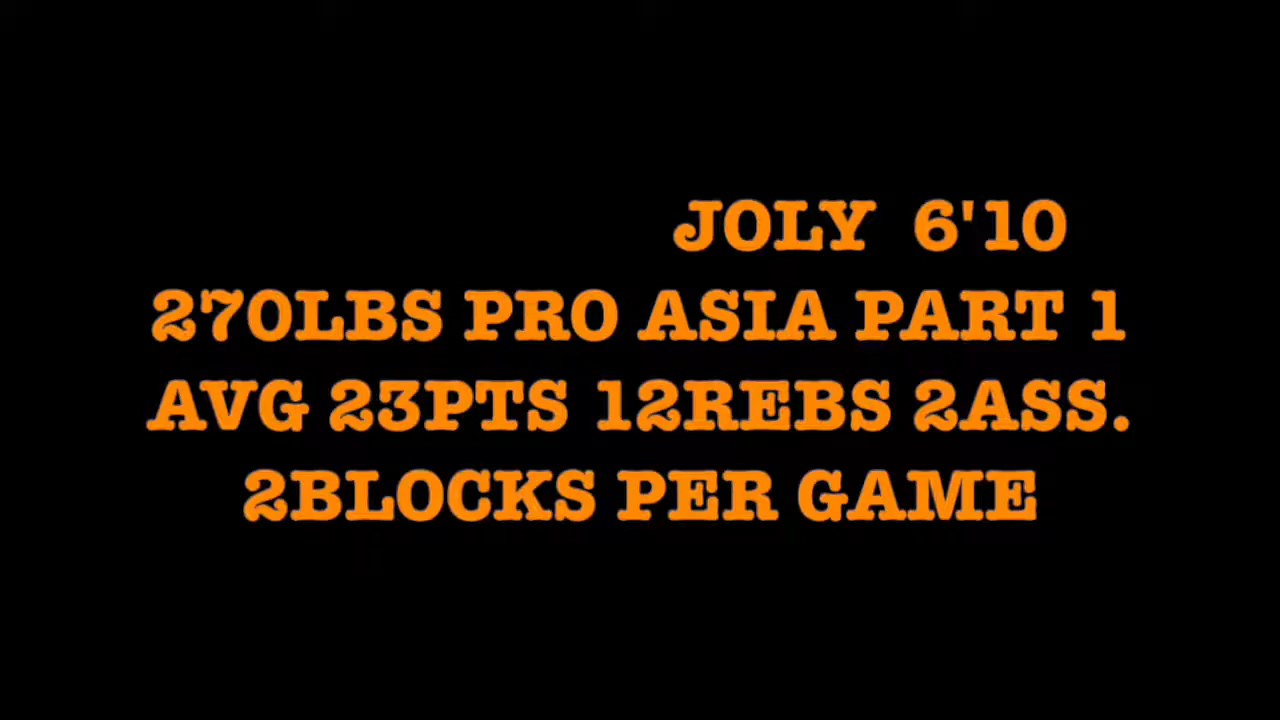 JOLY 6'10
270LBS PRO ASIA PART 1
AVG 23PTS 12REBS 2ASS.
2BLOCKS PER GAME